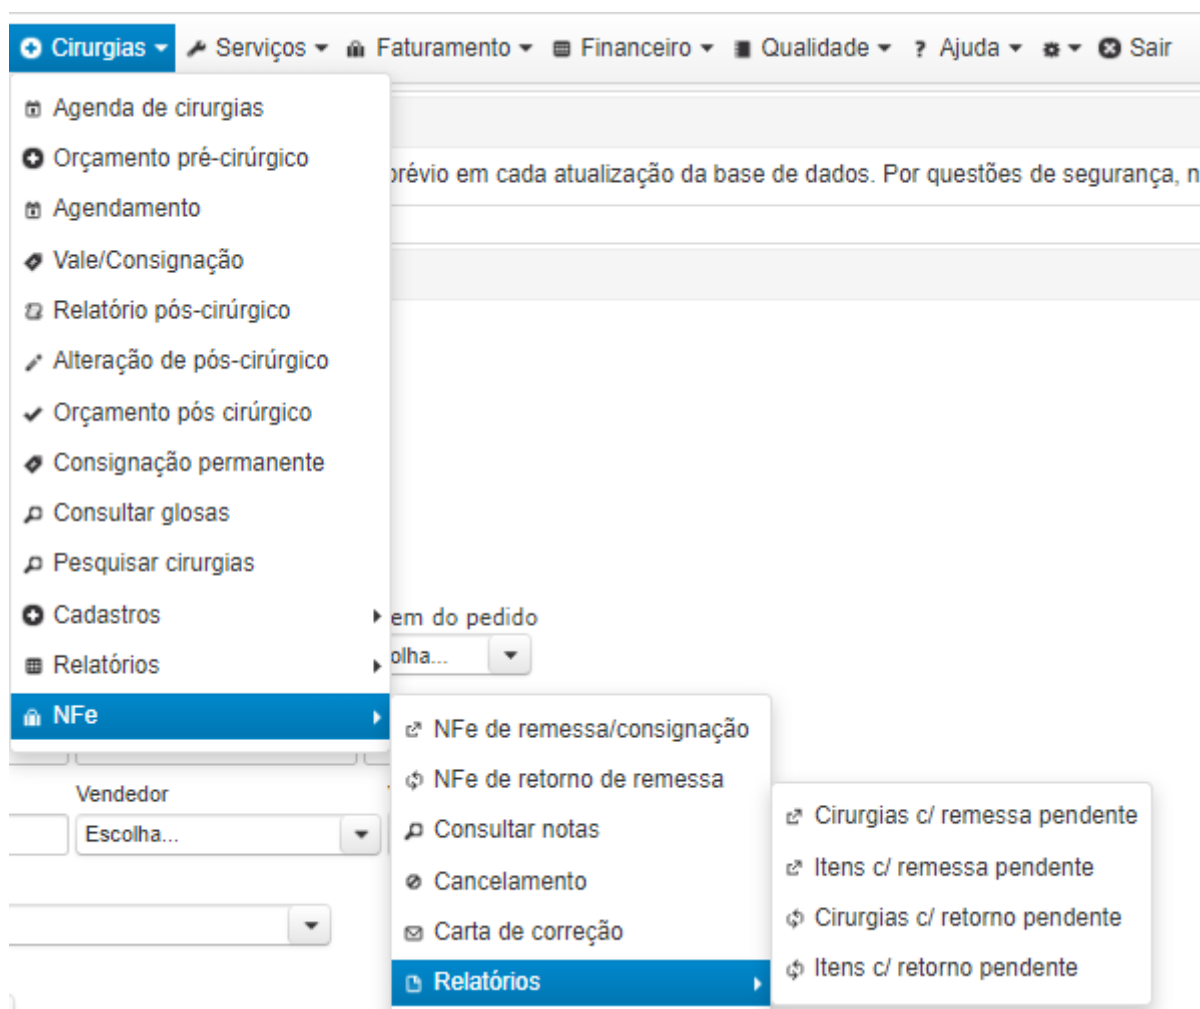 Cirurgias Serviços Faturamento Financeiro Qualidade ? Ajuda Sair
Agenda de cirurgias
Orçamento pré-cirúrgico
prévio em cada atualização da base de dados. Por questões de segurança, n
Agendamento
Vale/Consignação
Relatório pós-cirúrgico
Alteração de pós-cirúrgico
Orçamento pós cirúrgico
Consignação permanente
Consultar glosas
Pesquisar cirurgias
Cadastros
em do pedido
Relatórios
olha...
NFe
NFe de remessa/consignação
NFe de retorno de remessa
Vendedor
Cirurgias c/ remessa pendente
Escolha...
Consultar notas
Itens c/ remessa pendente
Cancelamento
Cirurgias c/ retorno pendente
Carta de correção
Itens c/ retorno pendente
Relatórios